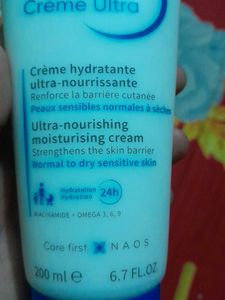 Crème Ultra
Crème hydratante
ultra-nourrissante
Renforce la barrière cutanée
Peaux sensibles normales à sèches
Ultra-nourishing
moisturising cream
Strengthens the skin barrier
Normal to dry sensitive skin
Hydratation
Hydration
24h
NIACINAMIDE + OMEGA 3, 6, 9
Care first.
NAOS
200 ml e
6.7 FL.OZ